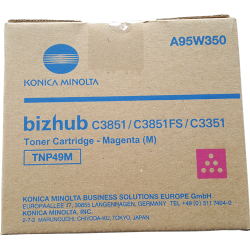 A95W350
KONICA MINOLTA
bizhub C3851/C3851FS/C3351
Toner Cartridge - Magenta (M)
TNP49M
KONICA MINOLTA BUSINESS SOLUTIONS EUROPE GmbH
EUROPAALLEE 17, 30855 LANGENHAGEN, GERMANY TEL +49 (0) 511 7404-0
KONICA MINOLTA, INC.
2-7-2 MARUNOUCHI, CHIYODA-KU, TOKYO, JAPAN